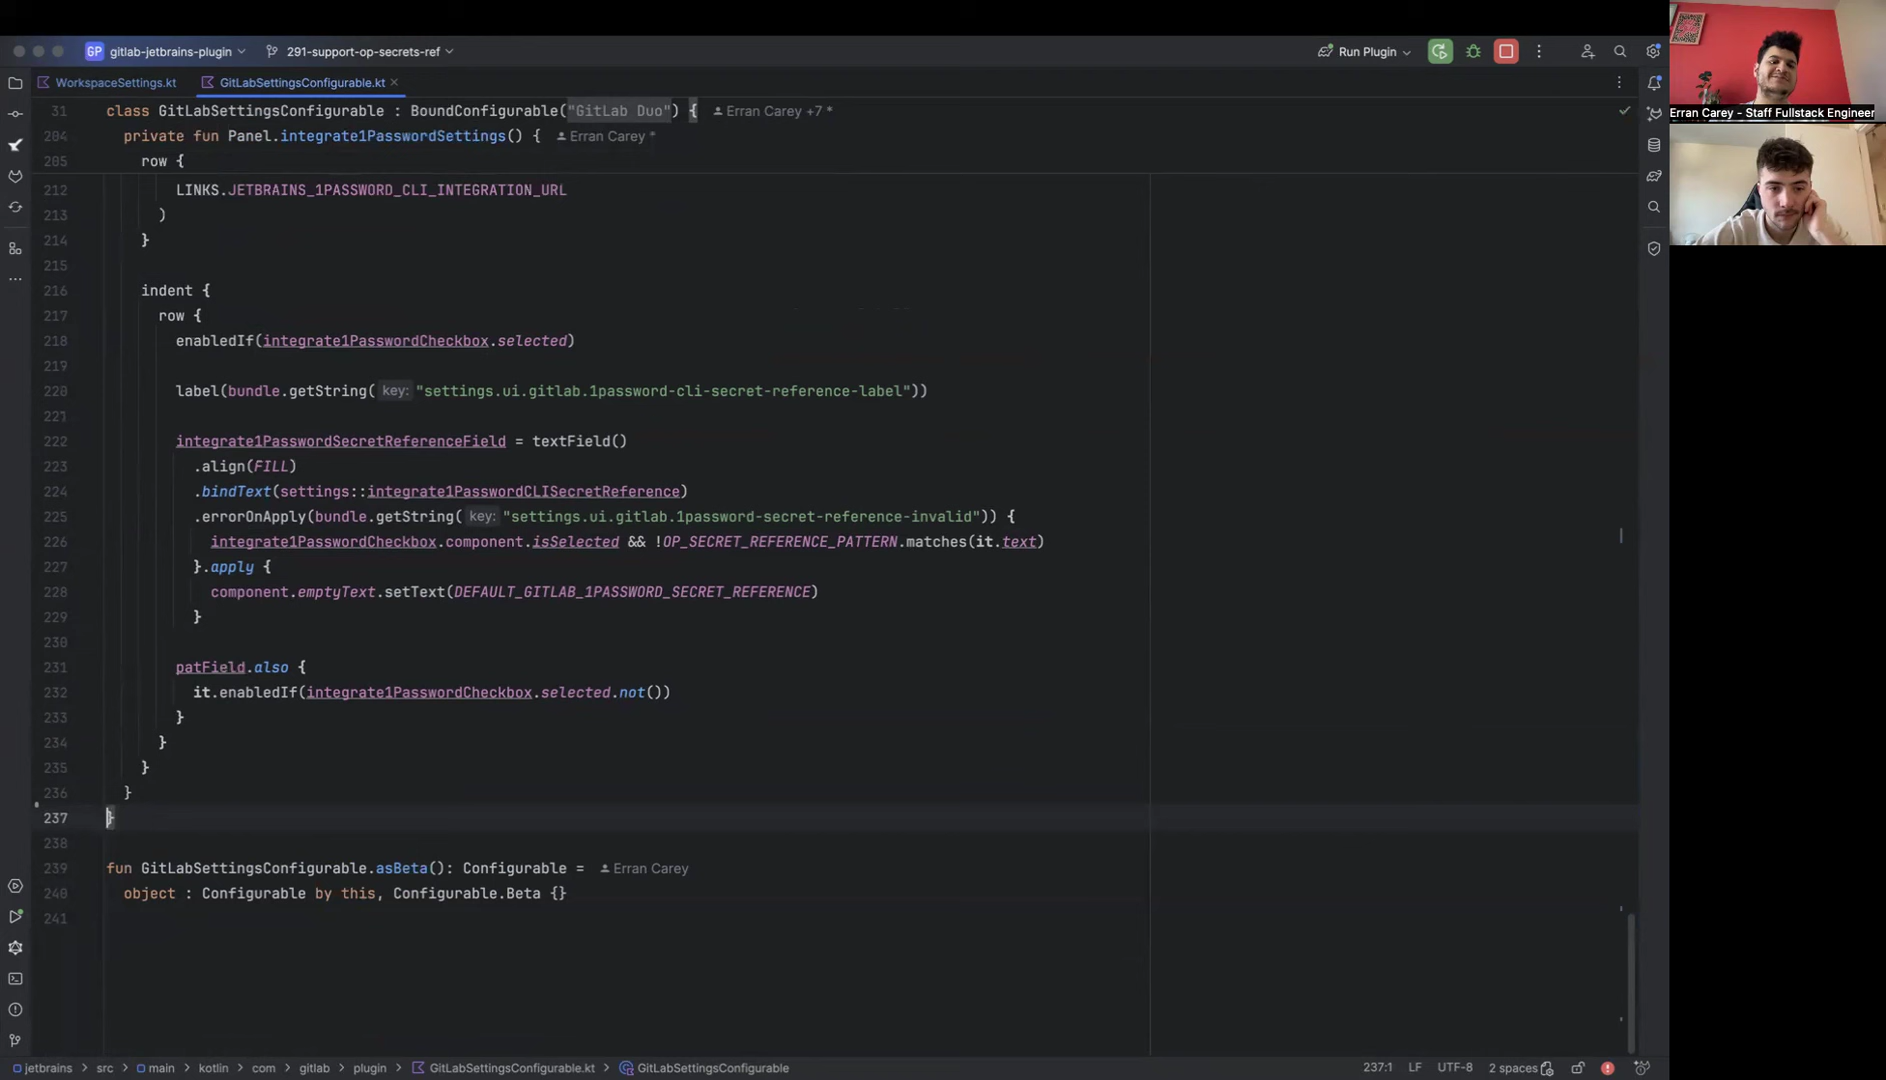 GP gitlab-jetbrains-plugin 291-support-op-secrets-ref Run Plugin
WorkspaceSettings.kt GitLabSettingsConfigurable.kt
31 class GitLabSettingsConfigurable : BoundConfigurable("GitLab Duo") { Erran Carey +7 *
204 private fun Panel.integrate1PasswordSettings() { Erran Carey *
205 row {
212 LINKS.JETBRAINS_1PASSWORD_CLI_INTEGRATION_URL
213 )
214 }
215
216 indent {
217 row {
218 enabledIf(integrate1PasswordCheckbox.selected)
219
220 label(bundle.getString( key: "settings.ui.gitlab.1password-cli-secret-reference-label"))
221
222 integrate1PasswordSecretReferenceField = textField()
223 .align(FILL)
224 .bindText(settings::integrate1PasswordCLISecretReference)
225 .errorOnApply(bundle.getString( key: "settings.ui.gitlab.1password-secret-reference-invalid")) {
226 integrate1PasswordCheckbox.component.isSelected && !OP_SECRET_REFERENCE_PATTERN.matches(it.text)
227 }.apply {
228 component.emptyText.setText(DEFAULT_GITLAB_1PASSWORD_SECRET_REFERENCE)
229 }
230
231 patField.also {
232 it.enabledIf(integrate1PasswordCheckbox.selected.not())
233 }
234 }
235 }
236 }
237 }
238
239 fun GitLabSettingsConfigurable.asBeta(): Configurable = Erran Carey
240 object : Configurable by this, Configurable.Beta {}
241
jetbrains > src > main > kotlin > com > gitlab > plugin > GitLabSettingsConfigurable.kt > GitLabSettingsConfigurable 237:1 LF UTF-8 2 spaces
Erran Carey - Staff Fullstack Engineer